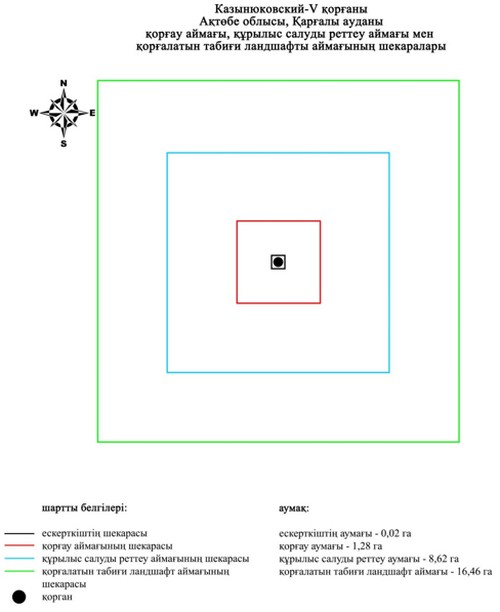 Казынюковский-V қорғаны
Ақтөбе облысы, Қарғалы ауданы
қорғау аймағы, құрылыс салуды реттеу аймағы мен
қорғалатын табиғи ландшафты аймағының шекаралары
N
W E
S
шартты белгілері:
ескерткіштің шекарасы
қорғау аймағының шекарасы
құрылыс салуды реттеу аймағының шекарасы
қорғалатын табиғи ландшафт аймағының
шекарасы
қорған
аумақ:
ескерткіштің аумағы - 0,02 га
қорғау аумағы - 1,28 га
құрылыс салуды реттеу аумағы - 8,62 га
қорғалатын табиғи ландшафт аймағы - 16,46 га